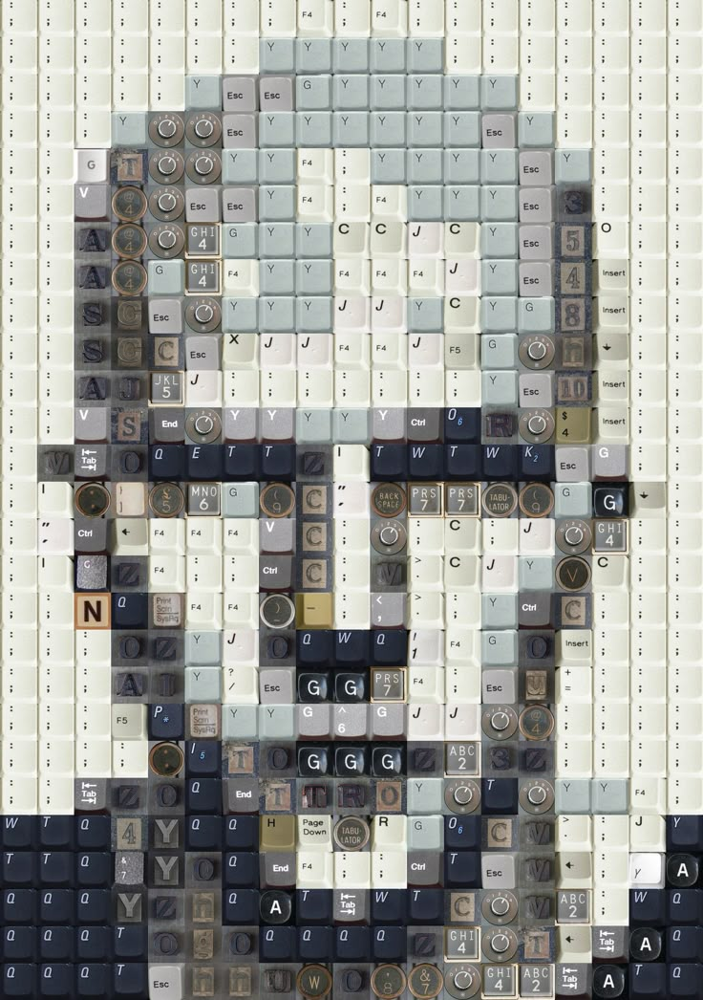 : ; : ; : ; : ; : ; : ; : ; : ; F4 : ; F4 : ; : ; : ; : ; : ; : ; : ; : ;
: ; : ; : ; : ; : ; : ; : ; Y Y Y Y Y : ; : ; : ; : ; : ; : ; : ;
: ; : ; : ; : ; : ; Y Esc Esc G Y Y Y Y Y : ; : ; : ; : ; : ;
: ; : ; : ; Y Esc Y Y Y Y Y Y Esc Y : ; : ; : ; : ;
: ; : ; G T Y Y F4 : ; Y Y Y Y Esc Y : ; : ; : ;
: ; : ; V @ 4 Esc Esc Y F4 : ; F4 Y Y Y Esc 3 : ; : ; : ;
: ; : ; A @ 4 GHI 4 G Y Y C C J C Y Esc 5 O : ; : ;
: ; : ; A @ 4 G GHI 4 F4 Y Y F4 F4 F4 J Y Esc 4 Insert : ; : ;
: ; : ; S G Esc Y Y Y J J Y C Y G 8 Insert : ; : ;
: ; : ; S G C Esc X J J F4 F4 J F5 G n ↓ : ; : ;
: ; : ; A J JKL 5 J : ; : ; : ; : ; : ; : ; : ; Y Esc 10 Insert : ; : ;
: ; : ; V S End Y Y Y Y Y Ctrl O 6 R $ 4 Insert : ; : ;
: ; V Tab O Q E T T Z I T W T W K 2 Esc G : ; : ;
: ; I MNO 6 G ( 9 C " , BACK SPACE PRS 7 PRS 7 TABU- LATOR ( 9 G G ↓ : ;
: ; " , Ctrl ← F4 F4 : ; V C : ; : ; C : ; J GHI 4 : ; : ;
: ; I G Z F4 : ; : ; Ctrl C : ; V > . C J Y V C : ; : ;
: ; : ; N Q Print Scrn SysRq F4 F4 ) - : ; < , > . : ; Y Ctrl C : ; : ; : ;
: ; : ; : ; O Z Y J O Q W Q ! 1 F4 G O Insert : ; : ; : ;
: ; : ; : ; A I Y ? / Esc G G PRS 7 F4 : ; Esc + = : ; : ; : ;
: ; : ; : ; F5 P * Print Scrn SysRq Y Y G ^ 6 G J J @ 4 : ; : ; : ; : ;
: ; : ; : ; : ; I 5 T O G G G Z ABC 2 3 Z : ; : ; : ; : ;
: ; : ; Tab Z O Q End T T R O Y T Y Y F4 : ;
W T Q 4 Y Q Q H Page Down TABU- LATOR R G O 6 C V > . : ; J Y
T T Q & 7 Y O Q End F4 : ; : ; Ctrl T Esc V ← : ; Y A
Q Q Q Y Z n Q A T Tab W T C V ABC 2 : ; W Q
Q Q Q T O Q Q Q Q Z GHI 4 T ← Tab A Q
Q Q Q T Esc n n W O * 8 & 7 GHI 4 ABC 2 Tab A T Q